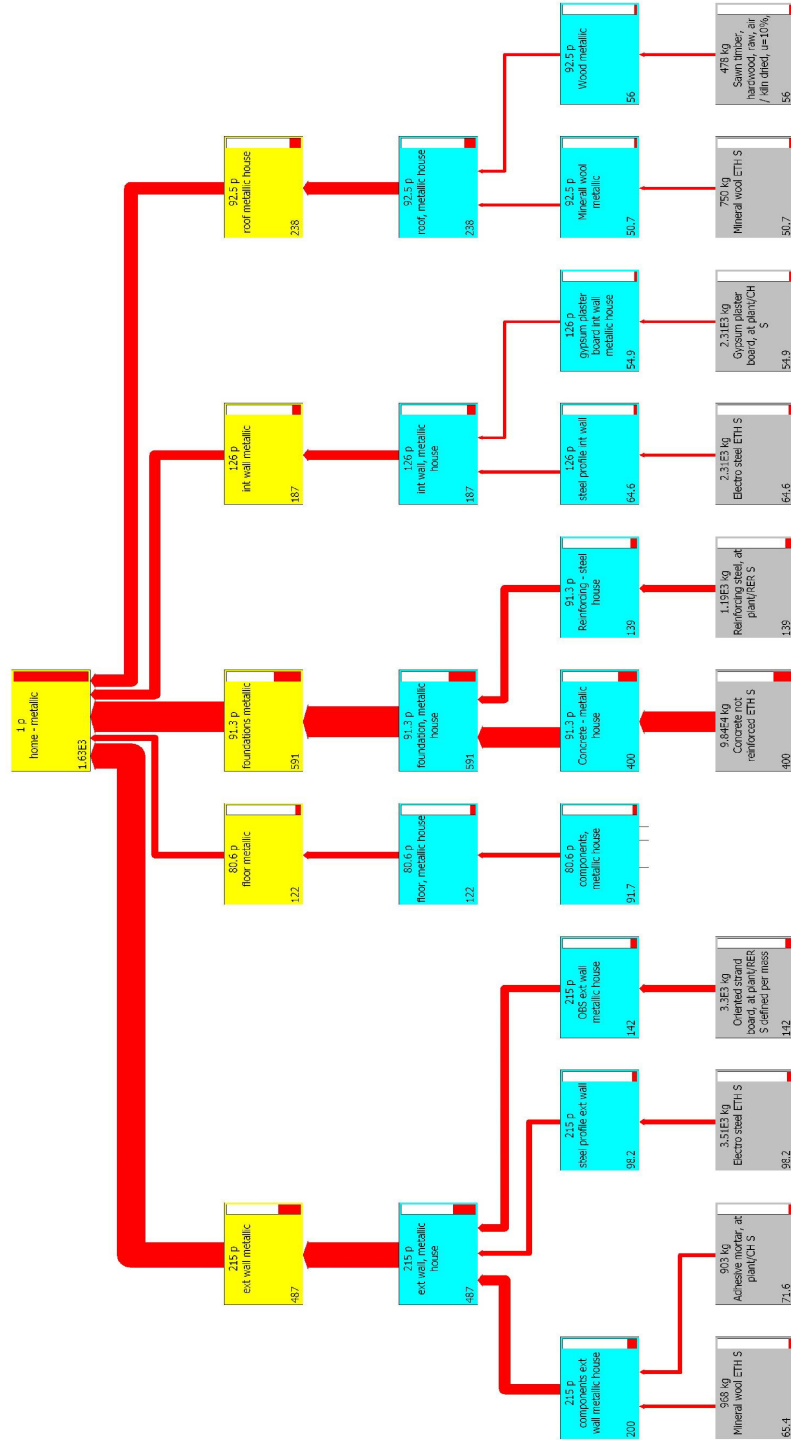 1 p
home - metallic
1.63E3
215 p
ext wall metallic
487
80.6 p
floor metallic
122
91.3 p
foundations metallic
591
126 p
int wall metallic
187
92.5 p
roof metallic house
238
215 p
ext wall, metallic
house
487
80.6 p
floor, metallic house
122
91.3 p
foundation, metallic
house
591
126 p
int wall, metallic
house
187
92.5 p
roof, metallic house
238
215 p
components ext
wall metallic house
200
215 p
steel profile ext wall
98.2
215 p
OBS ext wall
metallic house
142
80.6 p
components,
metallic house
91.7
91.3 p
Concrete - metallic
house
400
91.3 p
Reinforcing - steel
house
139
126 p
steel profile int wall
64.6
126 p
gypsum plaster
board int wall
metallic house
54.9
92.5 p
Minerall wool
metallic
50.7
92.5 p
Wood metallic
56
968 kg
Mineral wool ETH S
65.4
903 kg
Adhesive mortar, at
plant/CH S
71.6
3.51E3 kg
Electro steel ETH S
98.2
3.3E3 kg
Oriented strand
board, at plant/RER
S defined per mass
142
9.84E4 kg
Concrete not
reinforced ETH S
400
1.19E3 kg
Reinforcing steel, at
plant/RER S
139
2.31E3 kg
Electro steel ETH S
64.6
2.31E3 kg
Gypsum plaster
board, at plant/CH
S
54.9
750 kg
Mineral wool ETH S
50.7
478 kg
Sawn timber,
hardwood, raw, air
/ kiln dried, u=10%,
56